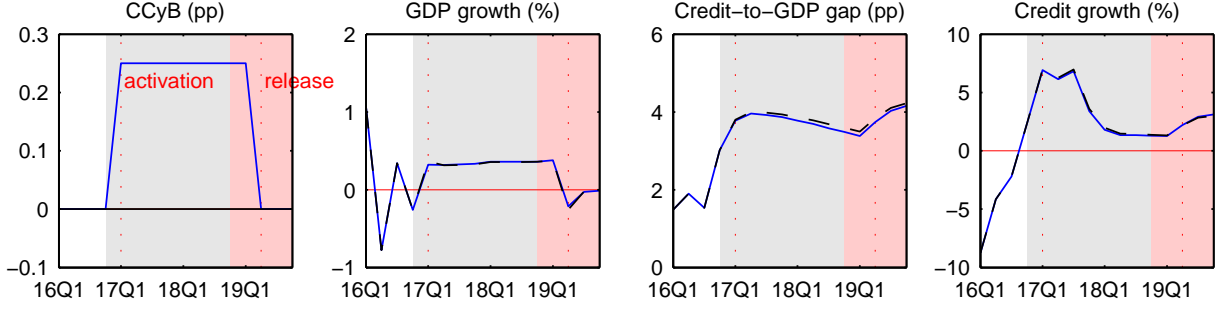 CCyB (pp)
0.3
0.2
0.1
0
−0.1
activation
release
16Q1 17Q1 18Q1 19Q1
GDP growth (%)
2
1
0
−1
16Q1 17Q1 18Q1 19Q1
Credit−to−GDP gap (pp)
6
4
2
0
16Q1 17Q1 18Q1 19Q1
Credit growth (%)
10
5
0
−5
−10
16Q1 17Q1 18Q1 19Q1